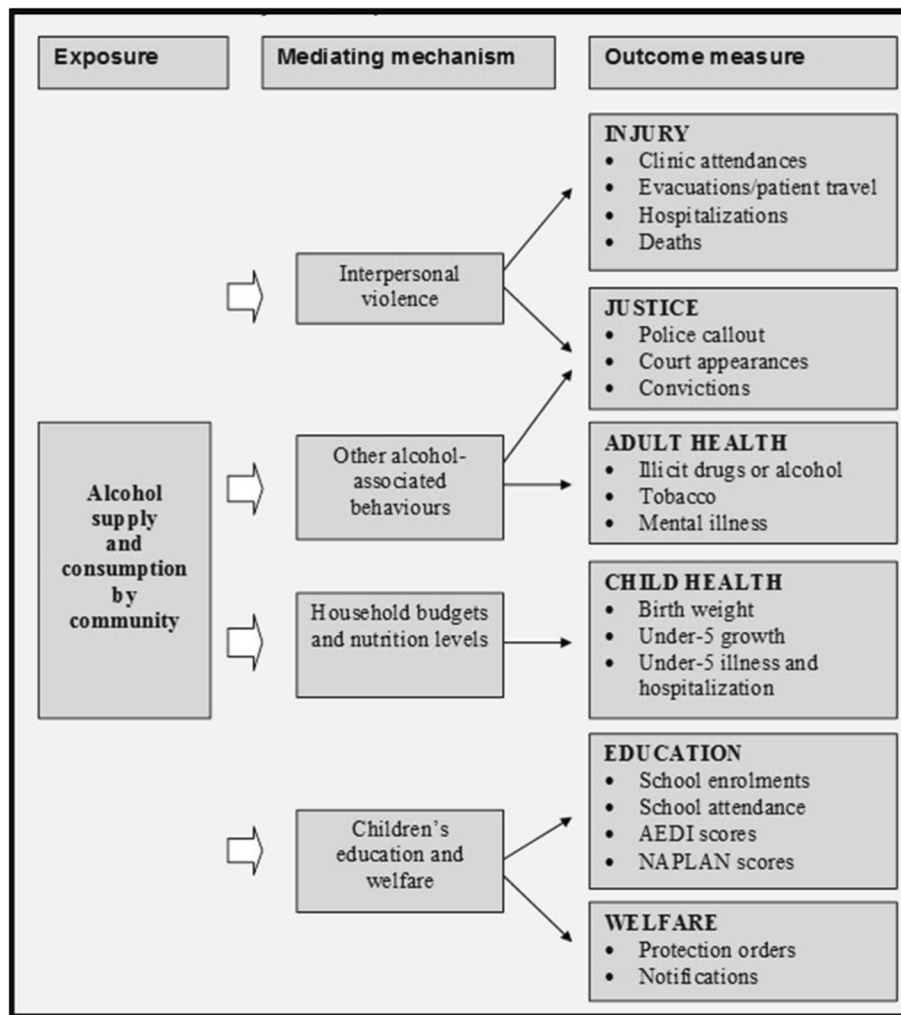 Exposure
Mediating mechanism
Outcome measure
Alcohol
supply
and
consumption
by
community
Interpersonal
violence
Other alcohol-
associated
behaviours
Household budgets
and nutrition levels
Children’s
education and
welfare
INJURY
• Clinic attendances
• Evacuations/patient travel
• Hospitalizations
• Deaths
JUSTICE
• Police callout
• Court appearances
• Convictions
ADULT HEALTH
• Illicit drugs or alcohol
• Tobacco
• Mental illness
CHILD HEALTH
• Birth weight
• Under-5 growth
• Under-5 illness and
hospitalization
EDUCATION
• School enrolments
• School attendance
• AEDI scores
• NAPLAN scores
WELFARE
• Protection orders
• Notifications